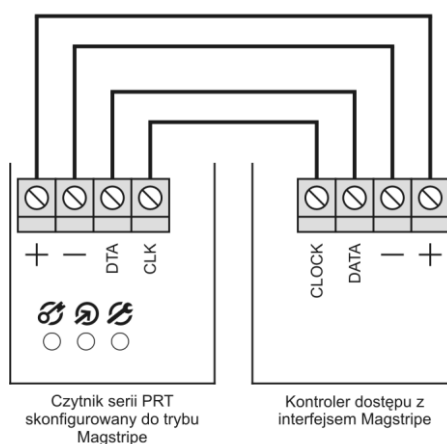 + − DTA CLK
CLOCK DATA − +
Czytnik serii PRT
skonfigurowany do trybu
Magstripe
Kontroler dostępu z
interfejsem Magstripe